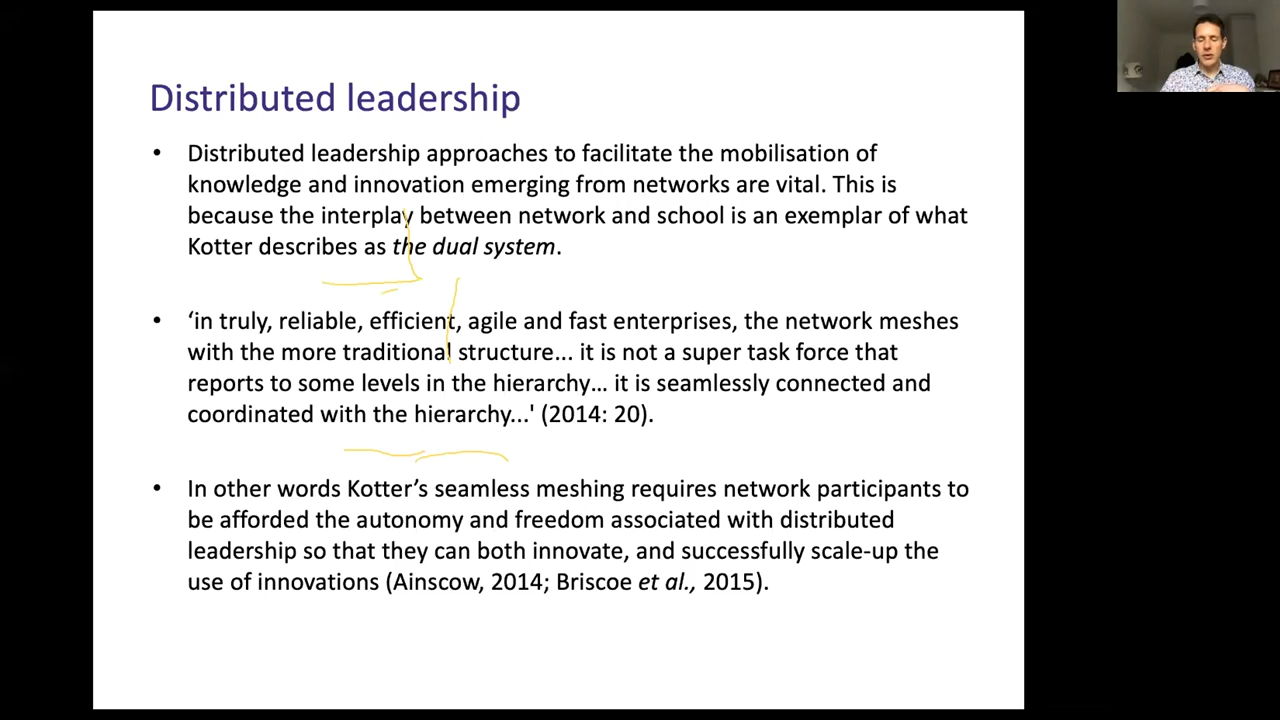 Distributed leadership
• Distributed leadership approaches to facilitate the mobilisation of
knowledge and innovation emerging from networks are vital. This is
because the interplay between network and school is an exemplar of what
Kotter describes as the dual system.
• ‘in truly, reliable, efficient, agile and fast enterprises, the network meshes
with the more traditional structure... it is not a super task force that
reports to some levels in the hierarchy… it is seamlessly connected and
coordinated with the hierarchy...' (2014: 20).
• In other words Kotter’s seamless meshing requires network participants to
be afforded the autonomy and freedom associated with distributed
leadership so that they can both innovate, and successfully scale-up the
use of innovations (Ainscow, 2014; Briscoe et al., 2015).